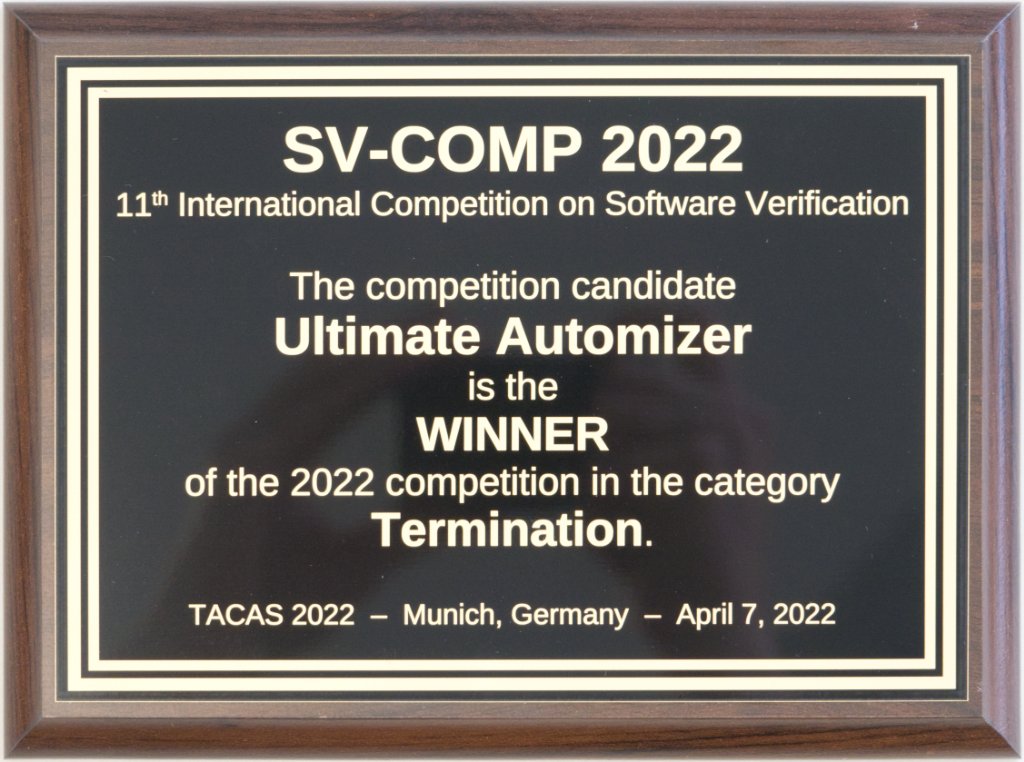 SV-COMP 2022
11th International Competition on Software Verification
The competition candidate
Ultimate Automizer
is the
WINNER
of the 2022 competition in the category
Termination.
TACAS 2022 – Munich, Germany – April 7, 2022